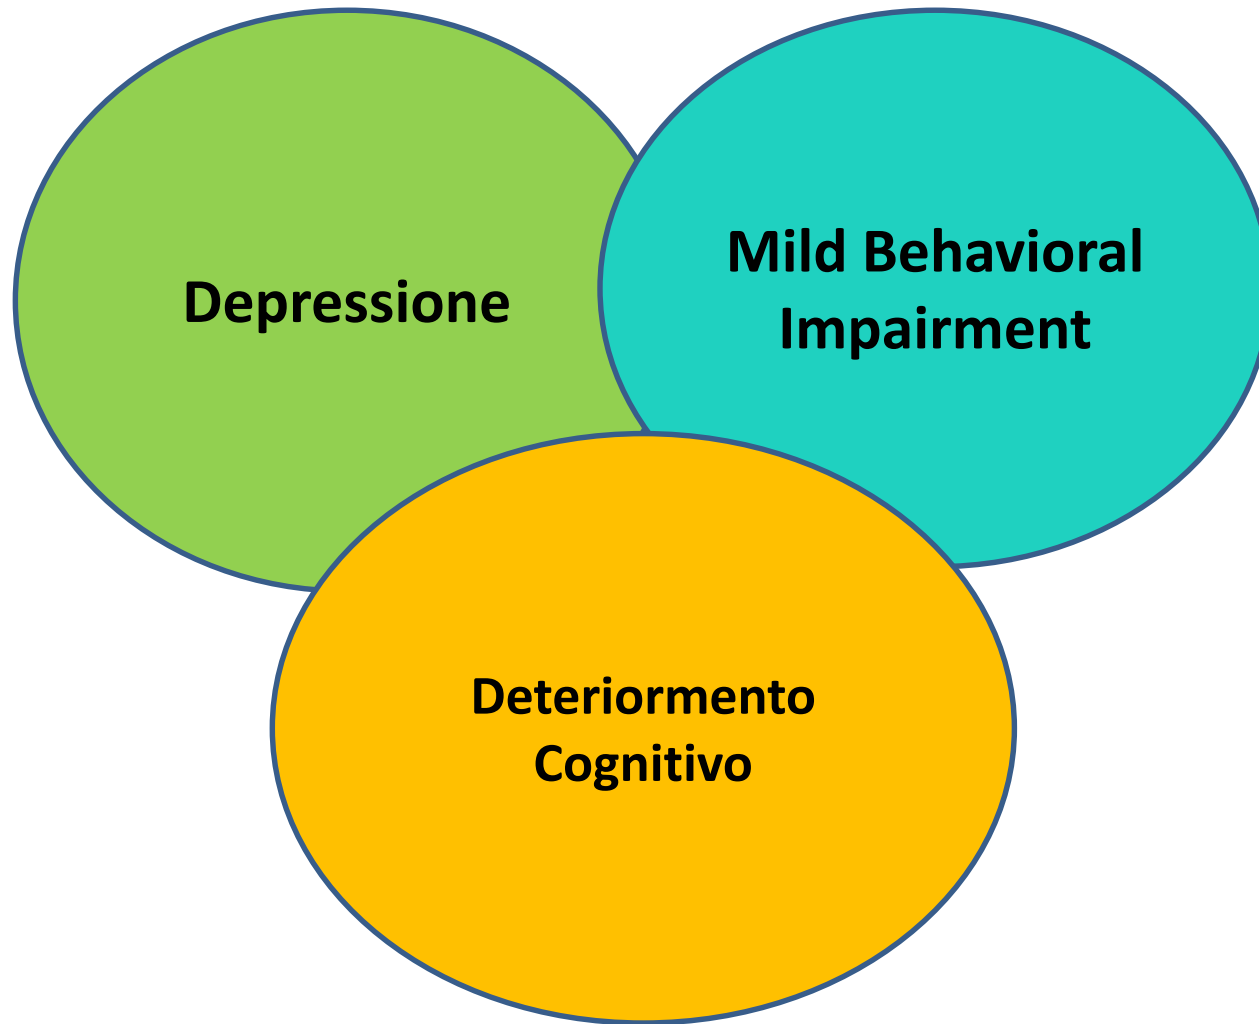 Depressione
Mild Behavioral
Impairment
Deteriormento
Cognitivo